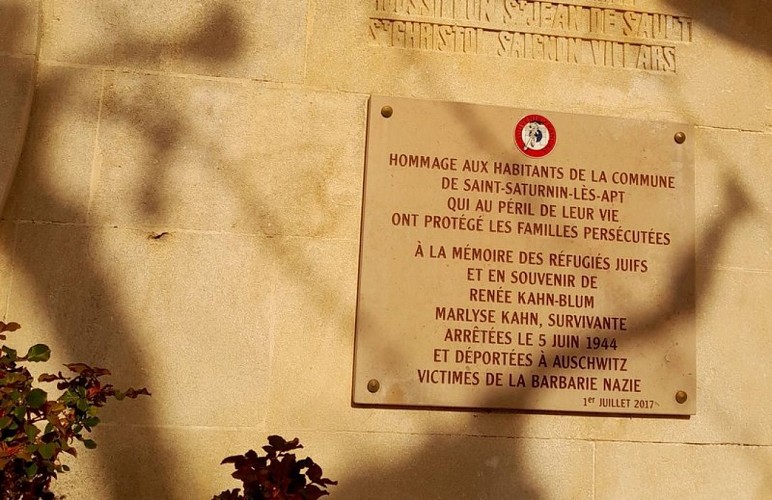 ROUSSILLON ST JEAN DE SAULT
ST CHRISTOL SAIGNON VILLARS
HOMMAGE AUX HABITANTS DE LA COMMUNE
DE SAINT-SATURNIN-LÈS-APT
QUI AU PÉRIL DE LEUR VIE
ONT PROTÉGÉ LES FAMILLES PERSÉCUTÉES
À LA MÉMOIRE DES RÉFUGIÉS JUIFS
ET EN SOUVENIR DE
RENÉE KAHN-BLUM
MARLYSE KAHN, SURVIVANTE
ARRÊTÉES LE 5 JUIN 1944
ET DÉPORTÉES À AUSCHWITZ
VICTIMES DE LA BARBARIE NAZIE
1er JUILLET 2017